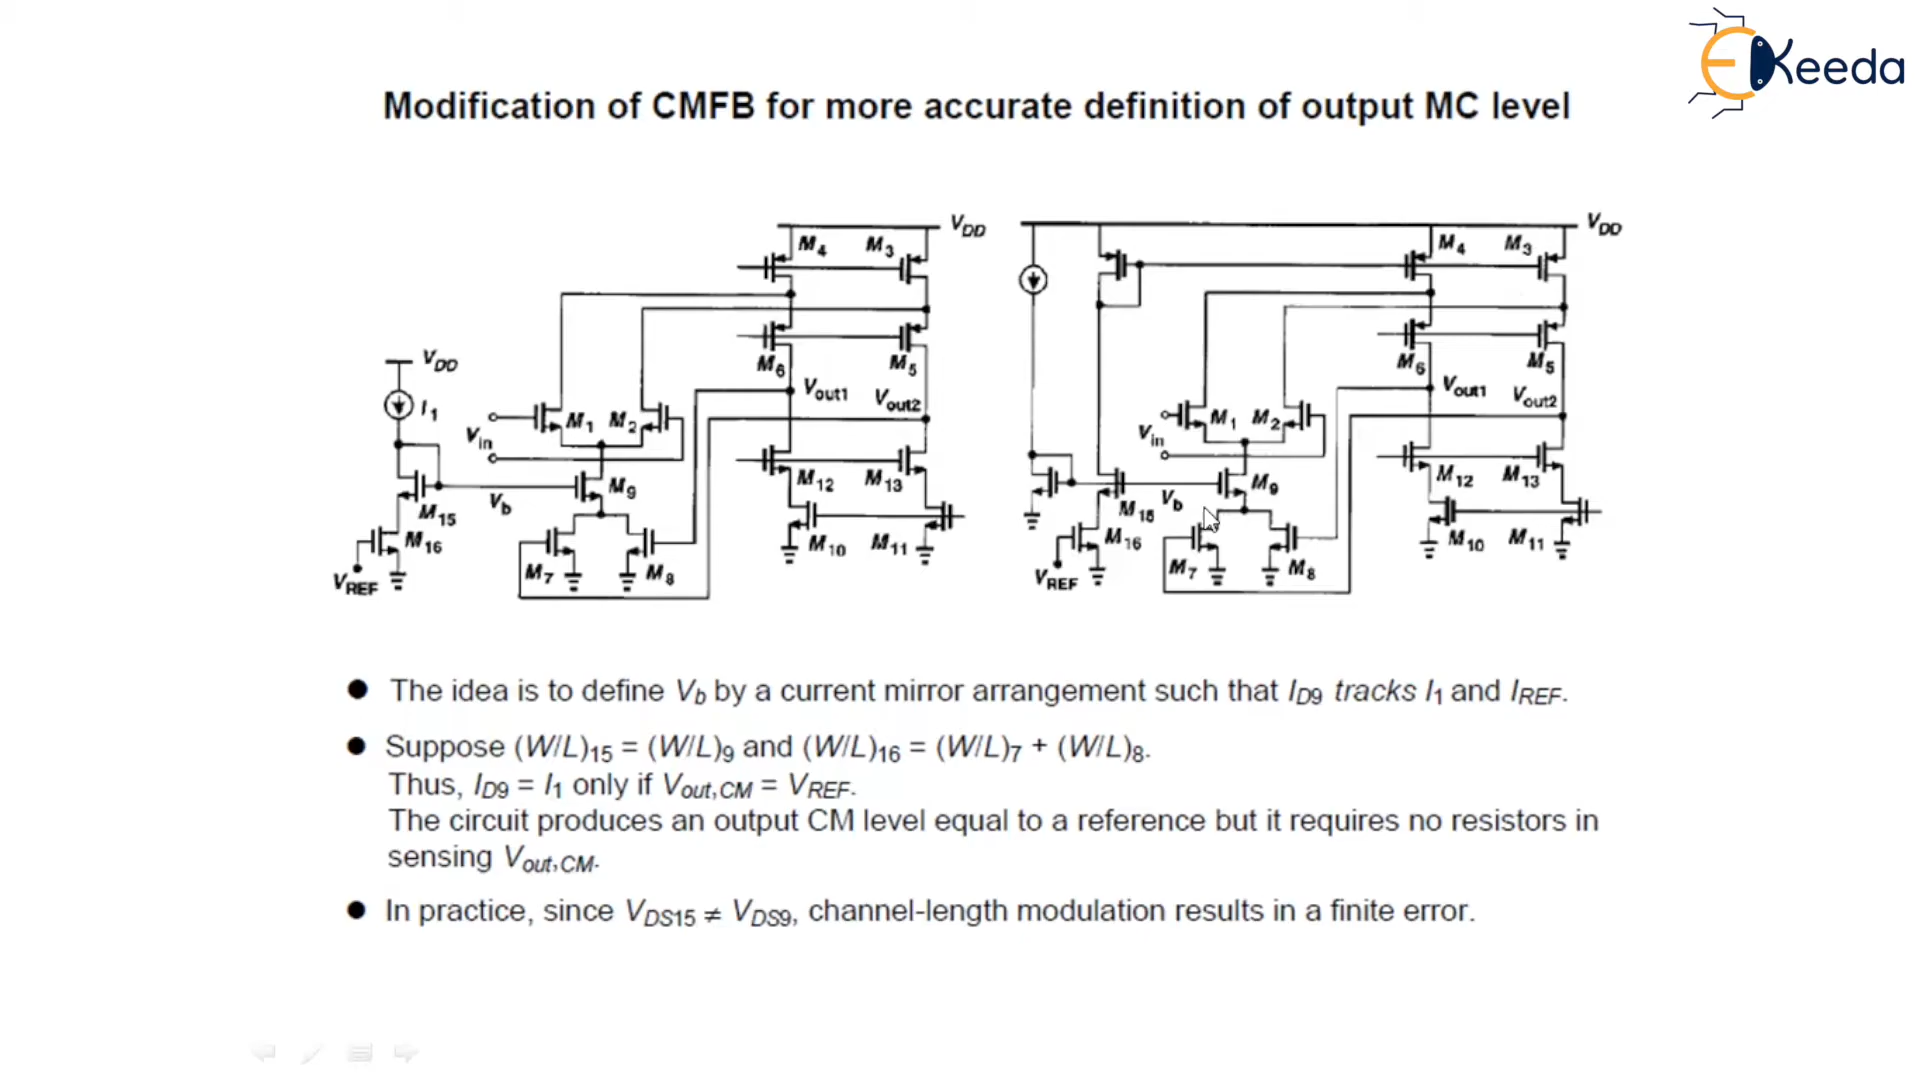 EKeeda
Modification of CMFB for more accurate definition of output MC level
VDD
M4 M3
M6 M5
VDD
I1
Vout1 Vout2
M1 M2
Vin
M9
M12 M13
Vb
M15
M16
M10 M11
M7 M8
VREF
VDD
M4 M3
M6 M5
Vout1 Vout2
M1 M2
Vin
M9
M12 M13
Vb
M15
M16
M10 M11
M7 M8
VREF
● The idea is to define Vb by a current mirror arrangement such that ID9 tracks I1 and IREF.
● Suppose (W/L)15 = (W/L)9 and (W/L)16 = (W/L)7 + (W/L)8.
Thus, ID9 = I1 only if Vout,CM = VREF.
The circuit produces an output CM level equal to a reference but it requires no resistors in
sensing Vout,CM.
● In practice, since VDS15 ≠ VDS9, channel-length modulation results in a finite error.